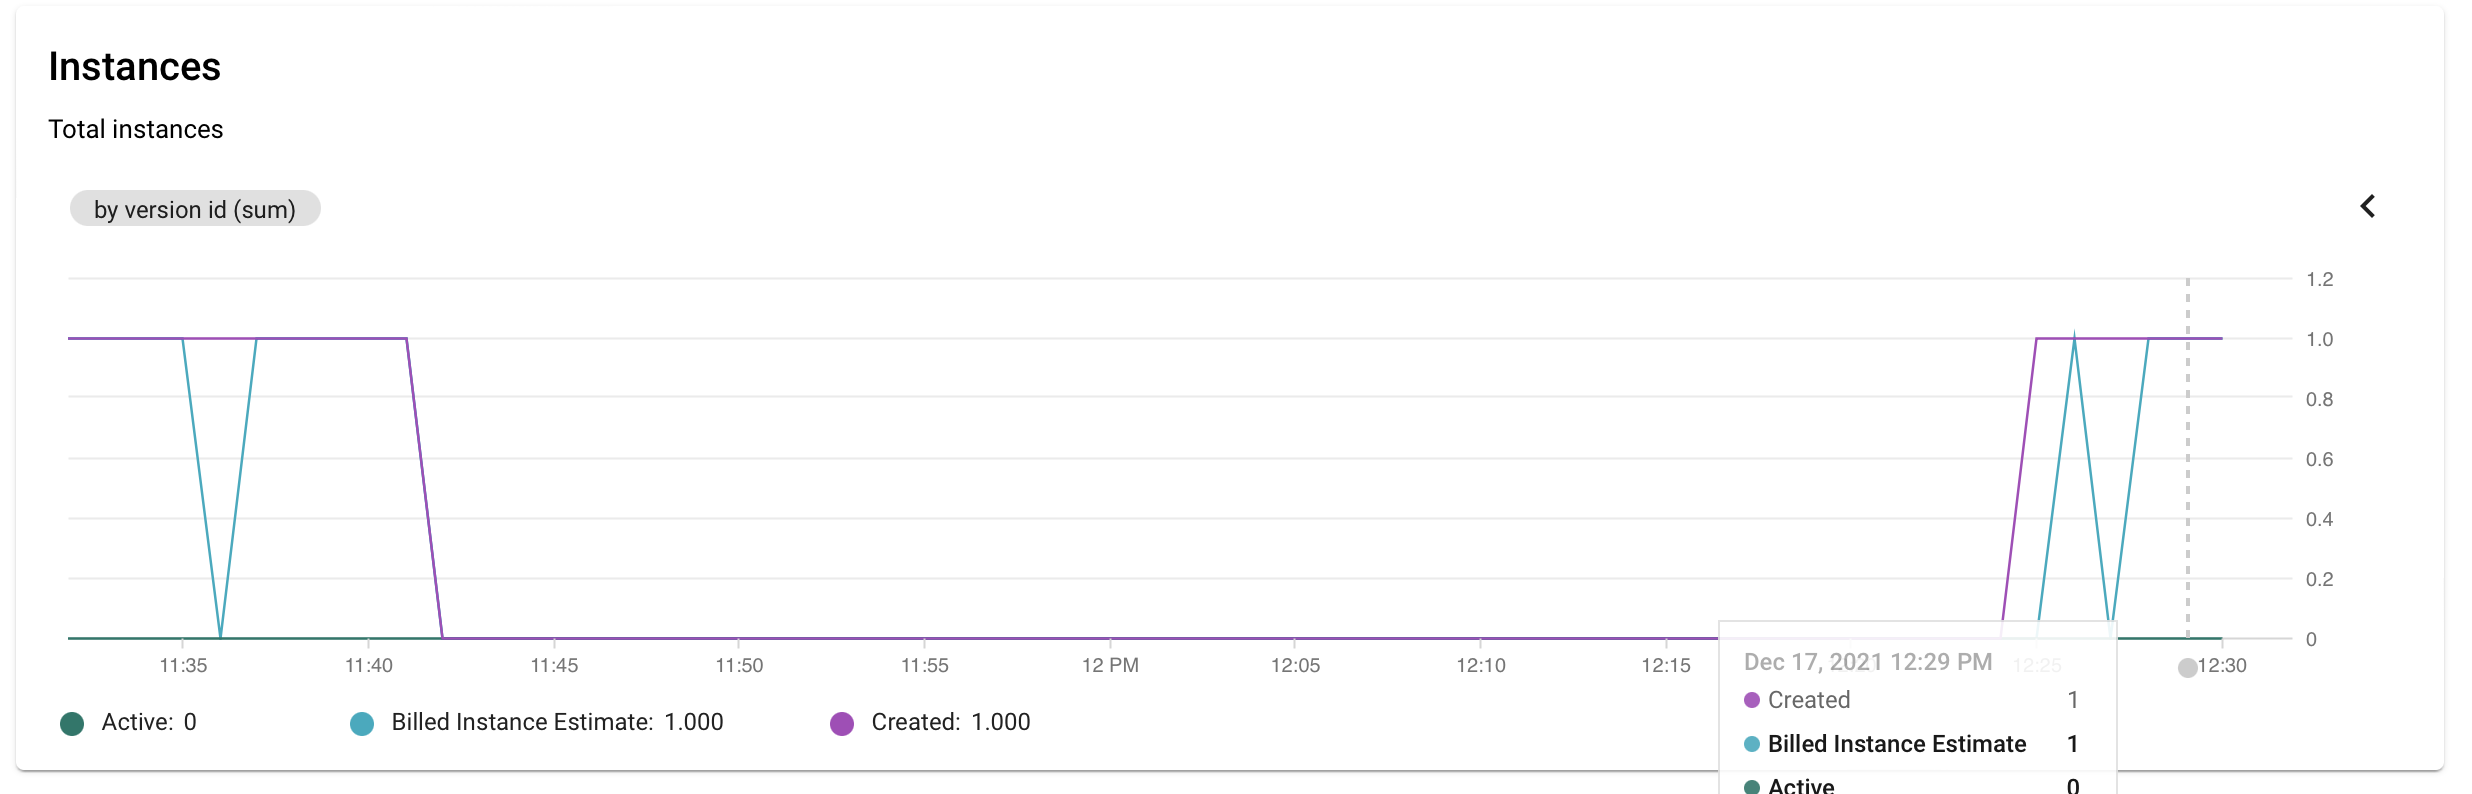 Instances
Total instances
by version id (sum)
1.2
1.0
0.8
0.6
0.4
0.2
0
11:35 11:40 11:45 11:50 11:55 12 PM 12:05 12:10 12:15 12:25 12:30
Dec 17, 2021 12:29 PM
Created 1
Billed Instance Estimate 1
Active 0
Active: 0 Billed Instance Estimate: 1.000 Created: 1.000